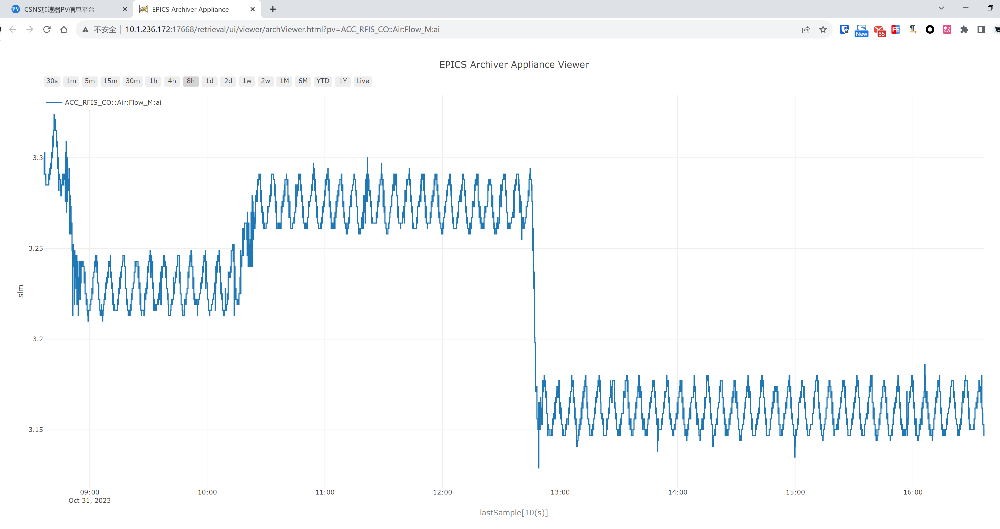 CSNS加速器PV信息平台
EPICS Archiver Appliance
不安全
10.1.236.172:17668/retrieval/ui/viewer/archViewer.html?pv=ACC_RFIS_CO::Air:Flow_M:ai
New
35
FE
EPICS Archiver Appliance Viewer
30s 1m 5m 15m 30m 1h 4h 8h 1d 2d 1w 2w 1M 6M YTD 1Y Live
ACC_RFIS_CO::Air:Flow_M:ai
3.3
3.25
slm
3.2
3.15
09:00 10:00 11:00 12:00 13:00 14:00 15:00 16:00
Oct 31, 2023
lastSample[10(s)]